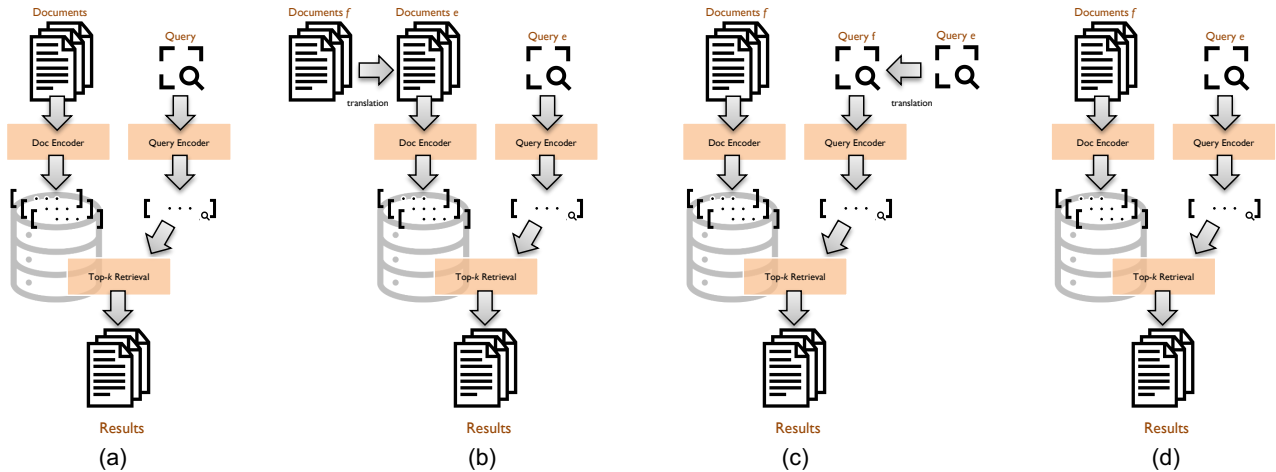 Documents
Query
Doc Encoder
Query Encoder
Top-k Retrieval
Results
(a)
Documents f
Documents e
Query e
translation
Doc Encoder
Query Encoder
Top-k Retrieval
Results
(b)
Documents f
Query f
Query e
translation
Doc Encoder
Query Encoder
Top-k Retrieval
Results
(c)
Documents f
Query e
Doc Encoder
Query Encoder
Top-k Retrieval
Results
(d)